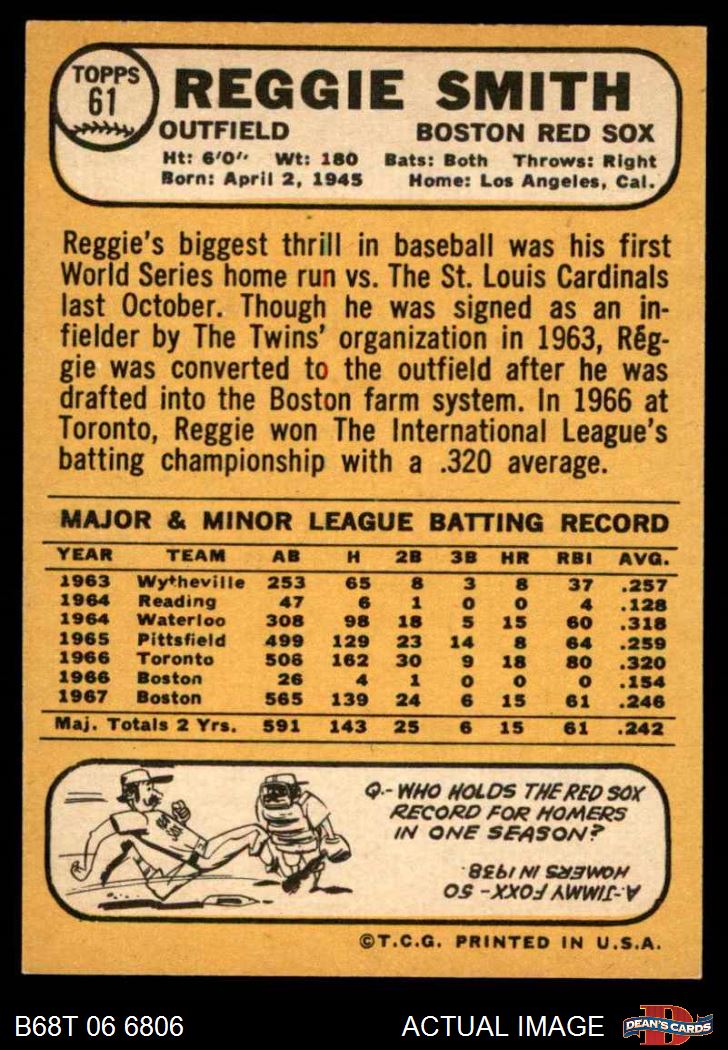 TOPPS
61
REGGIE SMITH
OUTFIELD BOSTON RED SOX
Ht: 6'0" Wt: 180 Bats: Both Throws: Right
Born: April 2, 1945 Home: Los Angeles, Cal.
Reggie's biggest thrill in baseball was his first
World Series home run vs. The St. Louis Cardinals
last October. Though he was signed as an in-
fielder by The Twins' organization in 1963, Reg-
gie was converted to the outfield after he was
drafted into the Boston farm system. In 1966 at
Toronto, Reggie won The International League's
batting championship with a .320 average.
MAJOR & MINOR LEAGUE BATTING RECORD
YEAR TEAM AB H 2B 3B HR RBI AVG.
1963 Wytheville 253 65 8 3 8 37 .257
1964 Reading 47 6 1 0 0 4 .128
1964 Waterloo 308 98 18 5 15 60 .318
1965 Pittsfield 499 129 23 14 8 64 .259
1966 Toronto 506 162 30 9 18 80 .320
1966 Boston 26 4 1 0 0 0 .154
1967 Boston 565 139 24 6 15 61 .246
Maj. Totals 2 Yrs. 591 143 25 6 15 61 .242
Q.- WHO HOLDS THE RED SOX
RECORD FOR HOMERS
IN ONE SEASON?
A.-JIMMY FOXX - 50
HOMERS IN 1938.
©T.C.G. PRINTED IN U.S.A.
B68T 06 6806 ACTUAL IMAGE
DEAN'S CARDS